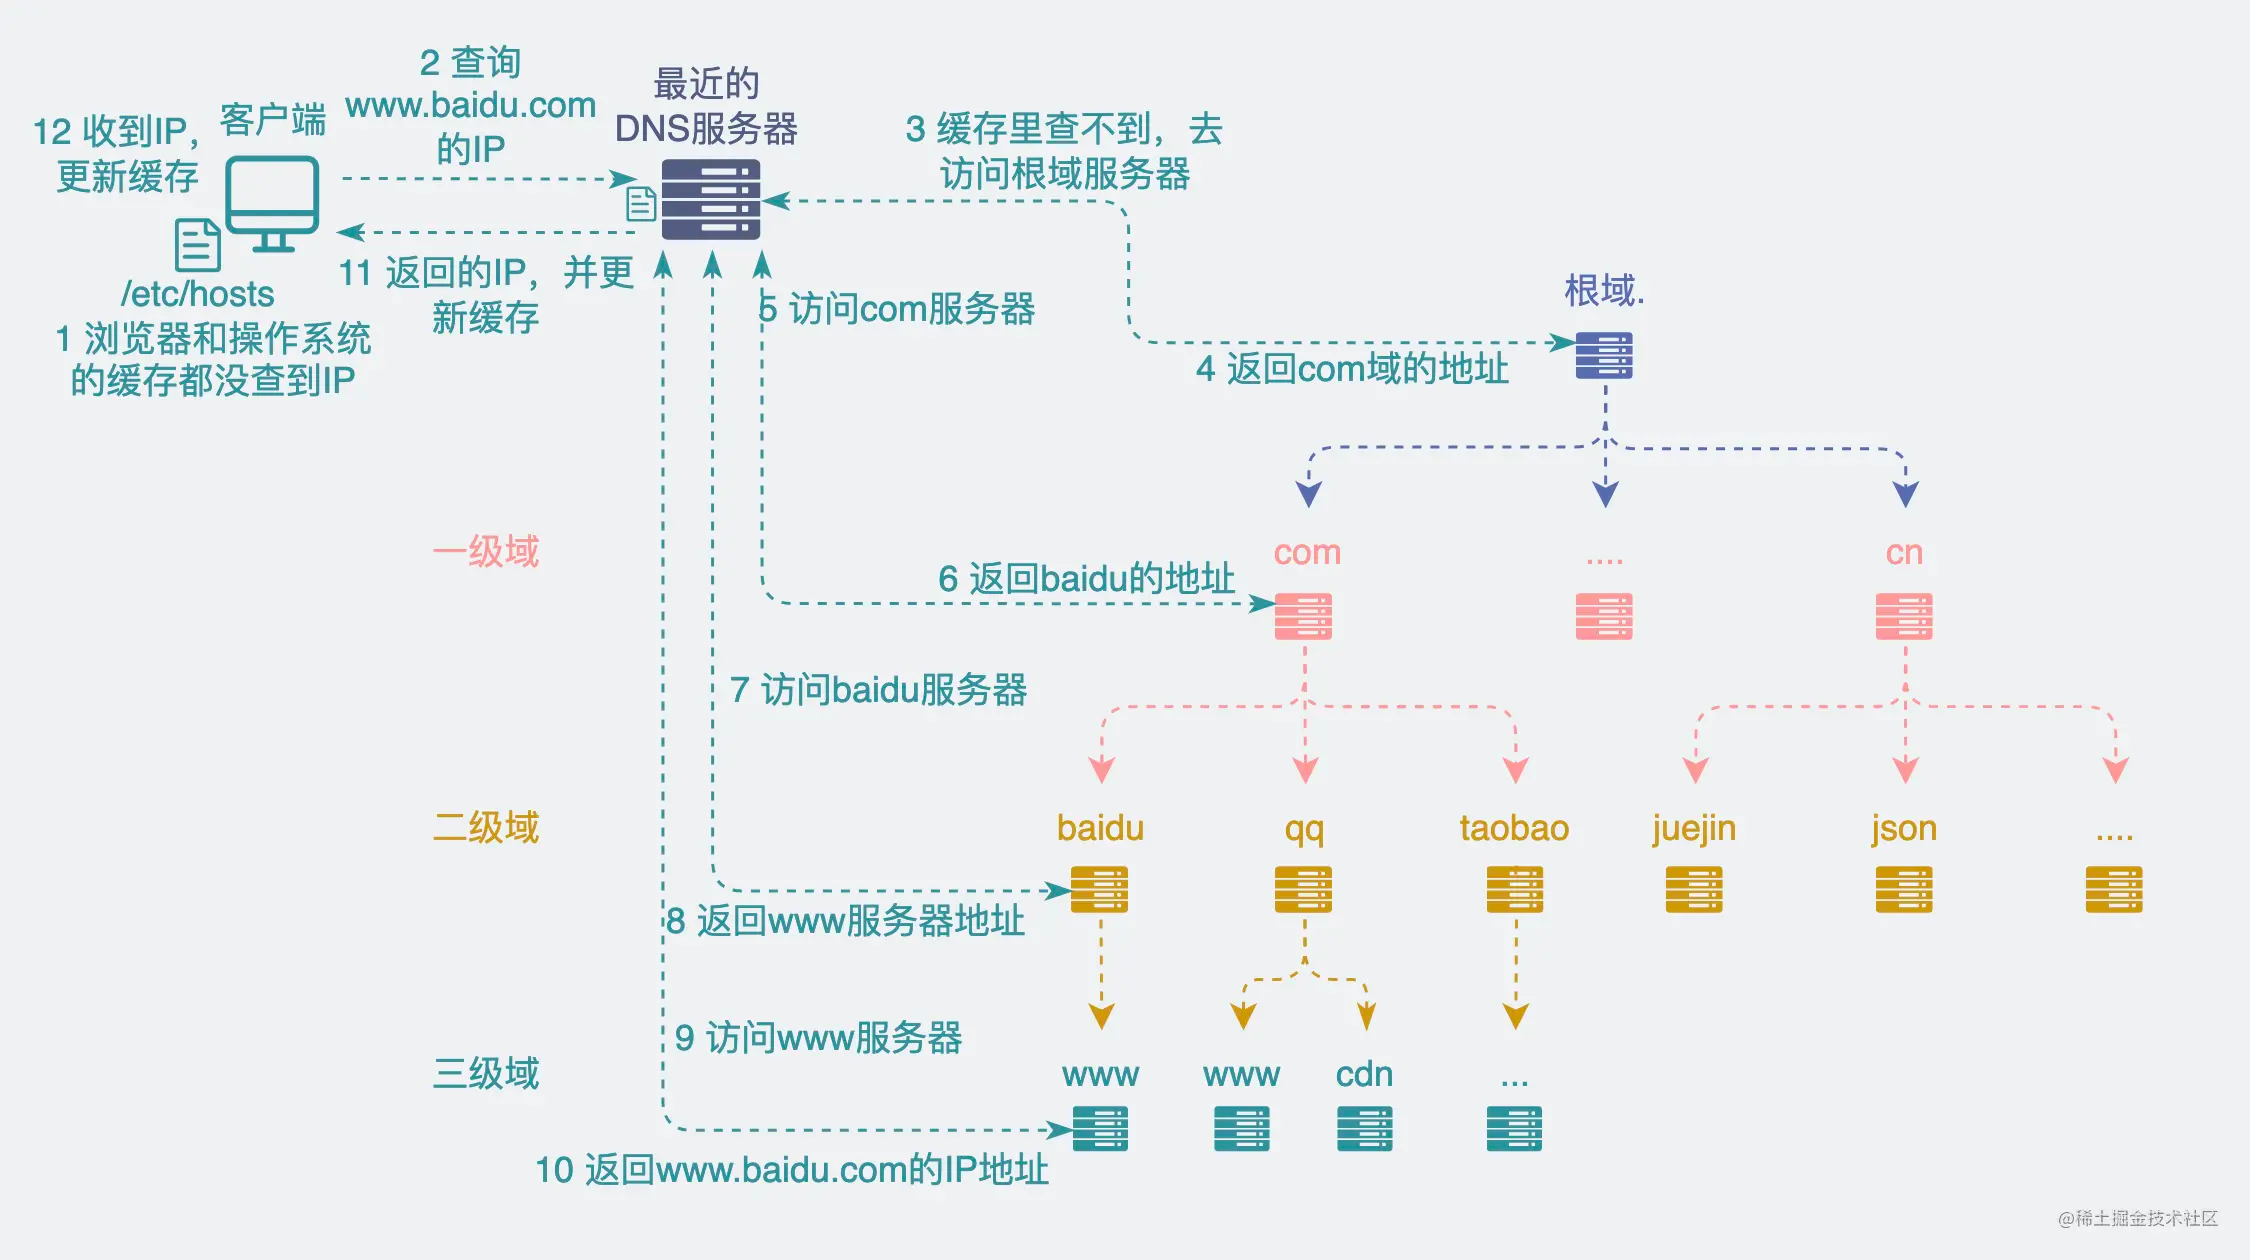 2 查询
www.baidu.com
的IP
最近的
DNS服务器
客户端
12 收到IP，
更新缓存
3 缓存里查不到，去
访问根域服务器
/etc/hosts
1 浏览器和操作系统
的缓存都没查到IP
11 返回的IP，并更
新缓存
5 访问com服务器
根域.
4 返回com域的地址
一级域
com
....
cn
6 返回baidu的地址
7 访问baidu服务器
二级域
baidu
qq
taobao
juejin
json
....
8 返回www服务器地址
9 访问www服务器
三级域
www
www
cdn
...
10 返回www.baidu.com的IP地址
@稀土掘金技术社区